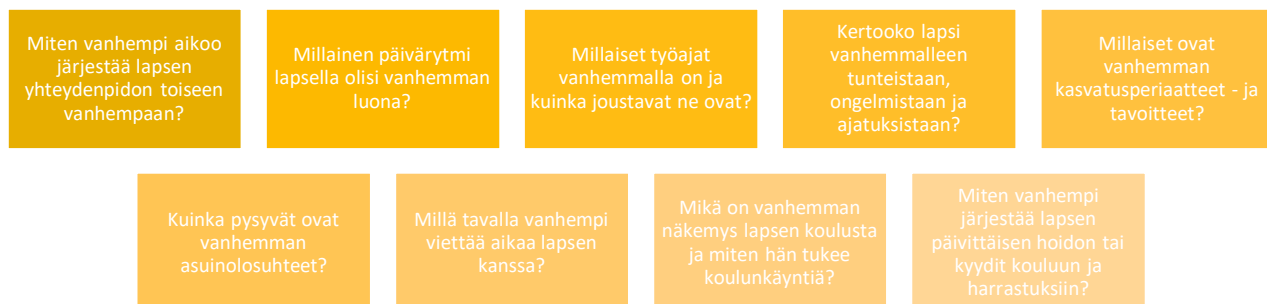 Miten vanhempi aikoo
järjestää lapsen
yhteydenpidon toiseen
vanhempaan?
Millainen päivärytmi
lapsella olisi vanhemman
luona?
Millaiset työajat
vanhemmalla on ja
kuinka joustavat ne ovat?
Kertooko lapsi
vanhemmalleen
tunteistaan,
ongelmistaan ja
ajatuksistaan?
Millaiset ovat
vanhemman
kasvatusperiaatteet - ja
tavoitteet?
Kuinka pysyvät ovat
vanhemman
asuinolosuhteet?
Millä tavalla vanhempi
viettää aikaa lapsen
kanssa?
Mikä on vanhemman
näkemys lapsen koulusta
ja miten hän tukee
koulunkäyntiä?
Miten vanhempi
järjestää lapsen
päivittäisen hoidon tai
kyydit kouluun ja
harrastuksiin?